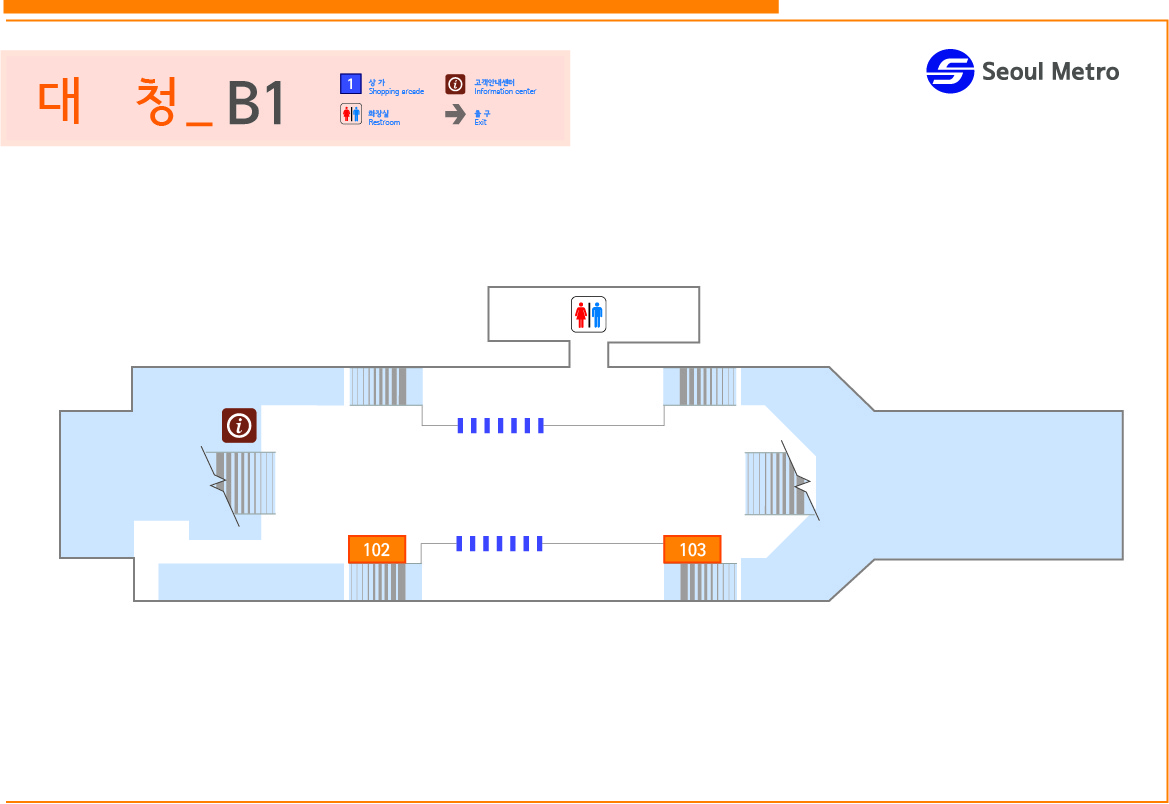 대 청_B1
1 상 가
Shopping arcade
고객안내센터
Information center
화장실
Restroom
출 구
Exit
Seoul Metro
102
103